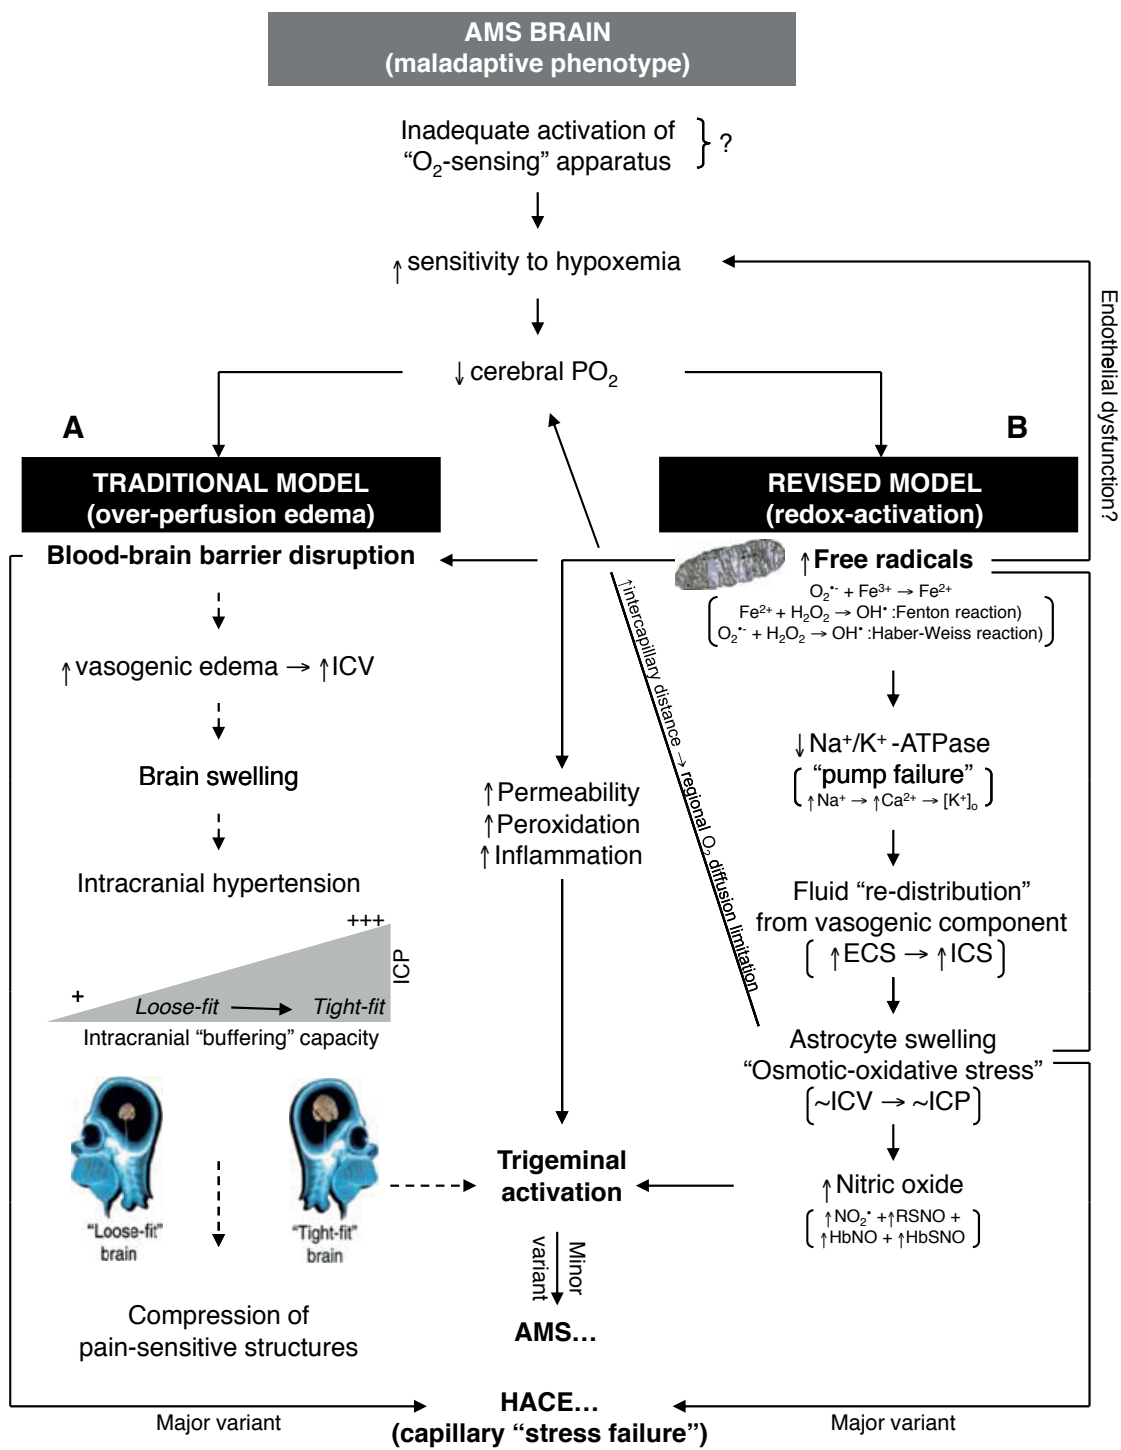 AMS BRAIN
(maladaptive phenotype)
Inadequate activation of
“O₂-sensing” apparatus
?
↑ sensitivity to hypoxemia
↓ cerebral PO₂
Endothelial dysfunction?
A
TRADITIONAL MODEL
(over-perfusion edema)
B
REVISED MODEL
(redox-activation)
Blood-brain barrier disruption
↑ vasogenic edema → ↑ICV
Brain swelling
Intracranial hypertension
+++
+
ICP
Loose-fit → Tight-fit
Intracranial “buffering” capacity
“Loose-fit”
brain
“Tight-fit”
brain
Compression of
pain-sensitive structures
↑Permeability
↑Peroxidation
↑Inflammation
↑intercapillary distance → regional O₂ diffusion limitation
↑Free radicals
O₂•- + Fe³⁺ → Fe²⁺
Fe²⁺ + H₂O₂ → OH• :Fenton reaction)
O₂•- + H₂O₂ → OH• :Haber-Weiss reaction)
↓Na⁺/K⁺ -ATPase
“pump failure”
↑Na⁺ → ↑Ca²⁺ → [K⁺]ₒ
Fluid “re-distribution”
from vasogenic component
↑ECS → ↑ICS
Astrocyte swelling
“Osmotic-oxidative stress”
~ICV → ~ICP
↑Nitric oxide
↑NO₂• +↑RSNO +
↑HbNO + ↑HbSNO
Trigeminal
activation
Minor
variant
AMS…
HACE…
(capillary “stress failure”)
Major variant
Major variant